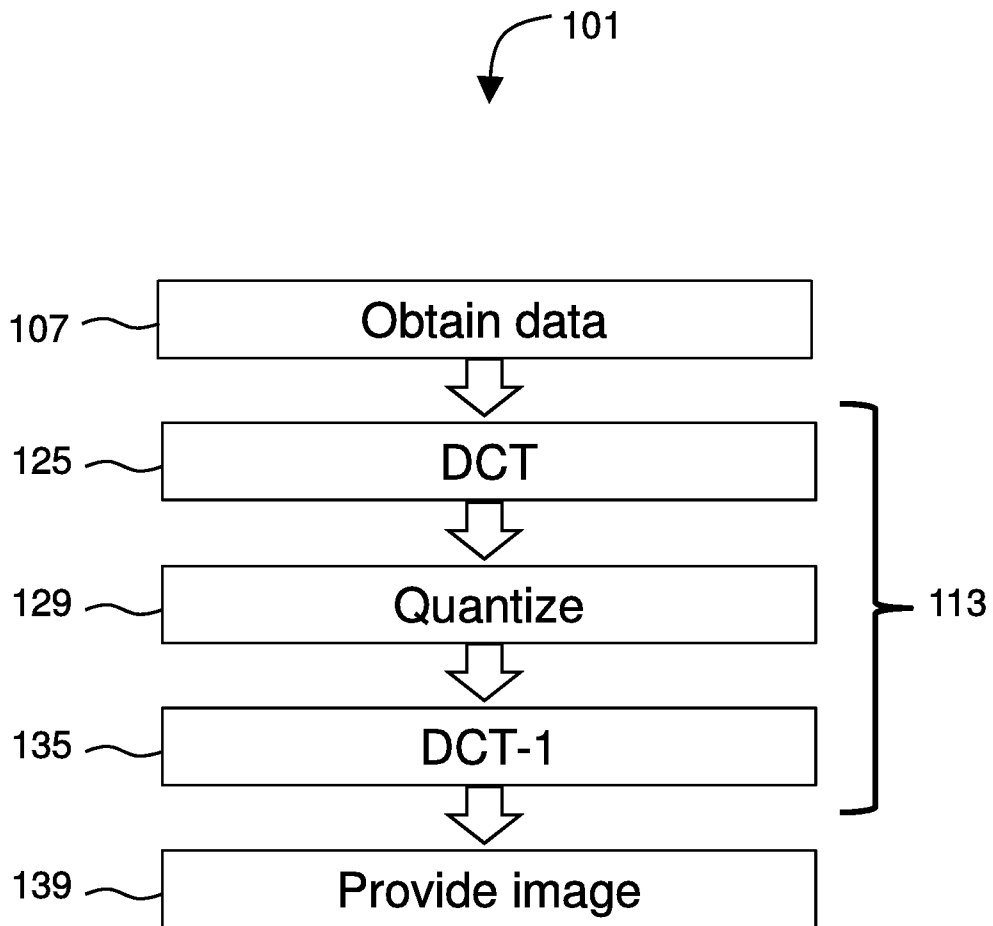 101
107 Obtain data
125 DCT
129 Quantize
113
135 DCT-1
139 Provide image